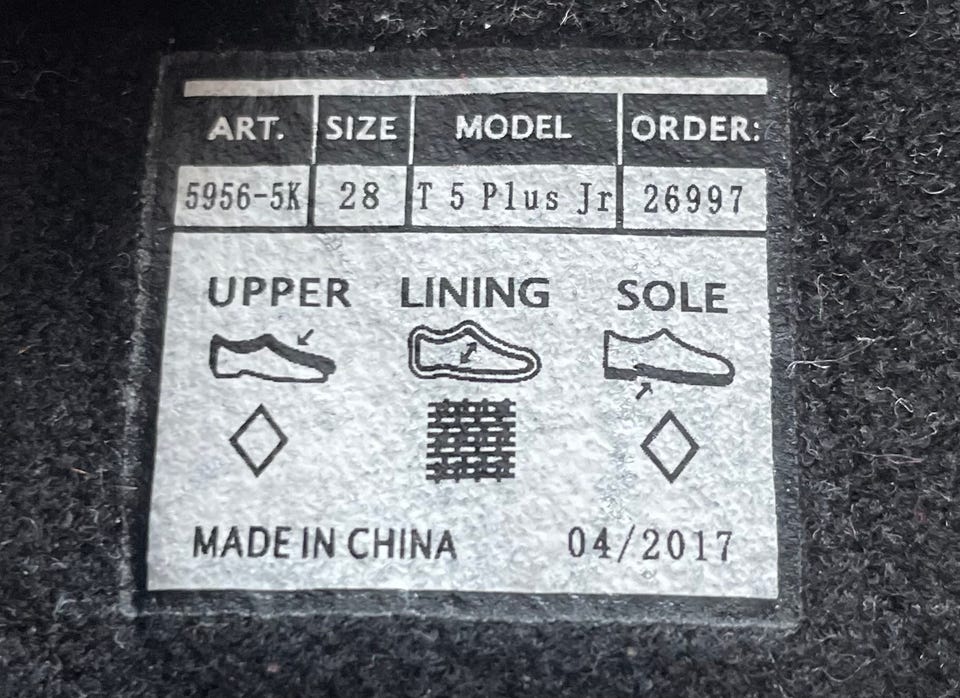 ART. SIZE MODEL ORDER:
5956-5K 28 T 5 Plus Jr 26997
UPPER LINING SOLE
MADE IN CHINA 04/2017